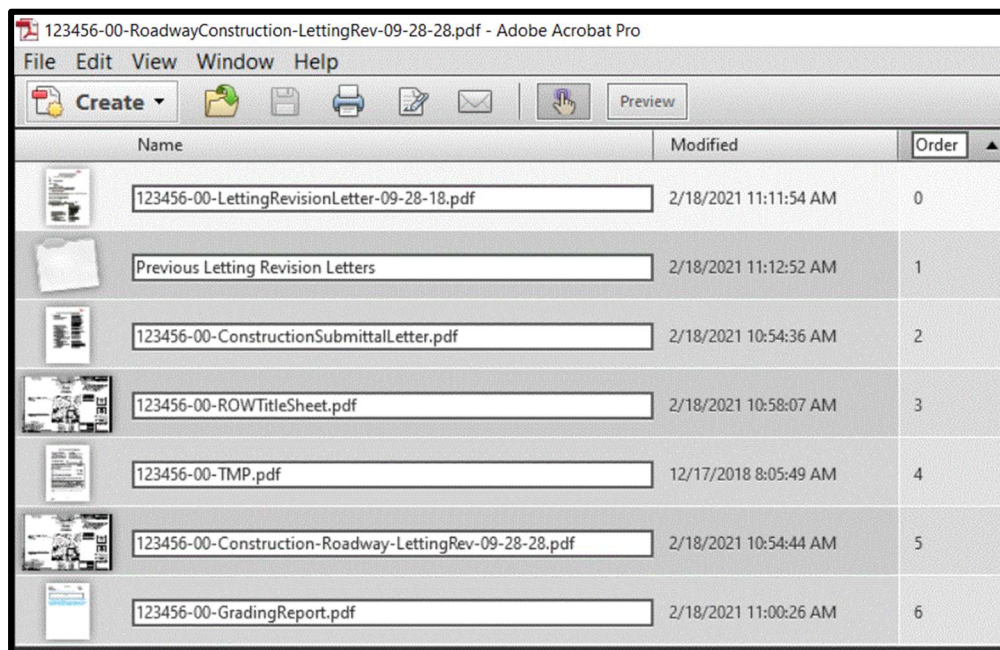 123456-00-RoadwayConstruction-LettingRev-09-28-28.pdf - Adobe Acrobat Pro
File Edit View Window Help
Create Preview
Name Modified Order
123456-00-LettingRevisionLetter-09-28-18.pdf 2/18/2021 11:11:54 AM 0
Previous Letting Revision Letters 2/18/2021 11:12:52 AM 1
123456-00-ConstructionSubmittalLetter.pdf 2/18/2021 10:54:36 AM 2
123456-00-ROWTitleSheet.pdf 2/18/2021 10:58:07 AM 3
123456-00-TMP.pdf 12/17/2018 8:05:49 AM 4
123456-00-Construction-Roadway-LettingRev-09-28-28.pdf 2/18/2021 10:54:44 AM 5
123456-00-GradingReport.pdf 2/18/2021 11:00:26 AM 6